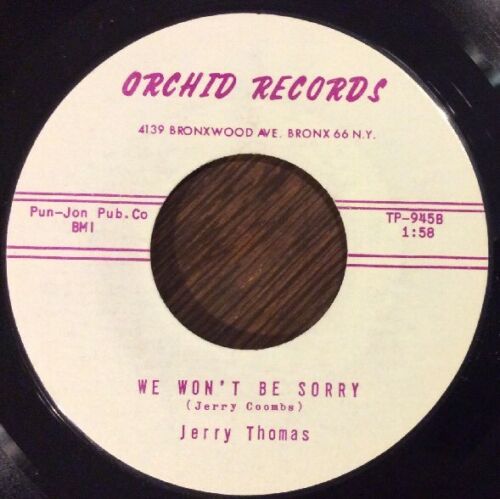 ORCHID RECORDS
4139 BRONXWOOD AVE. BRONX 66 N.Y.
Pun-Jon Pub.Co
BMI
TP-945B
1:58
WE WON'T BE SORRY
(Jerry Coombs)
Jerry Thomas